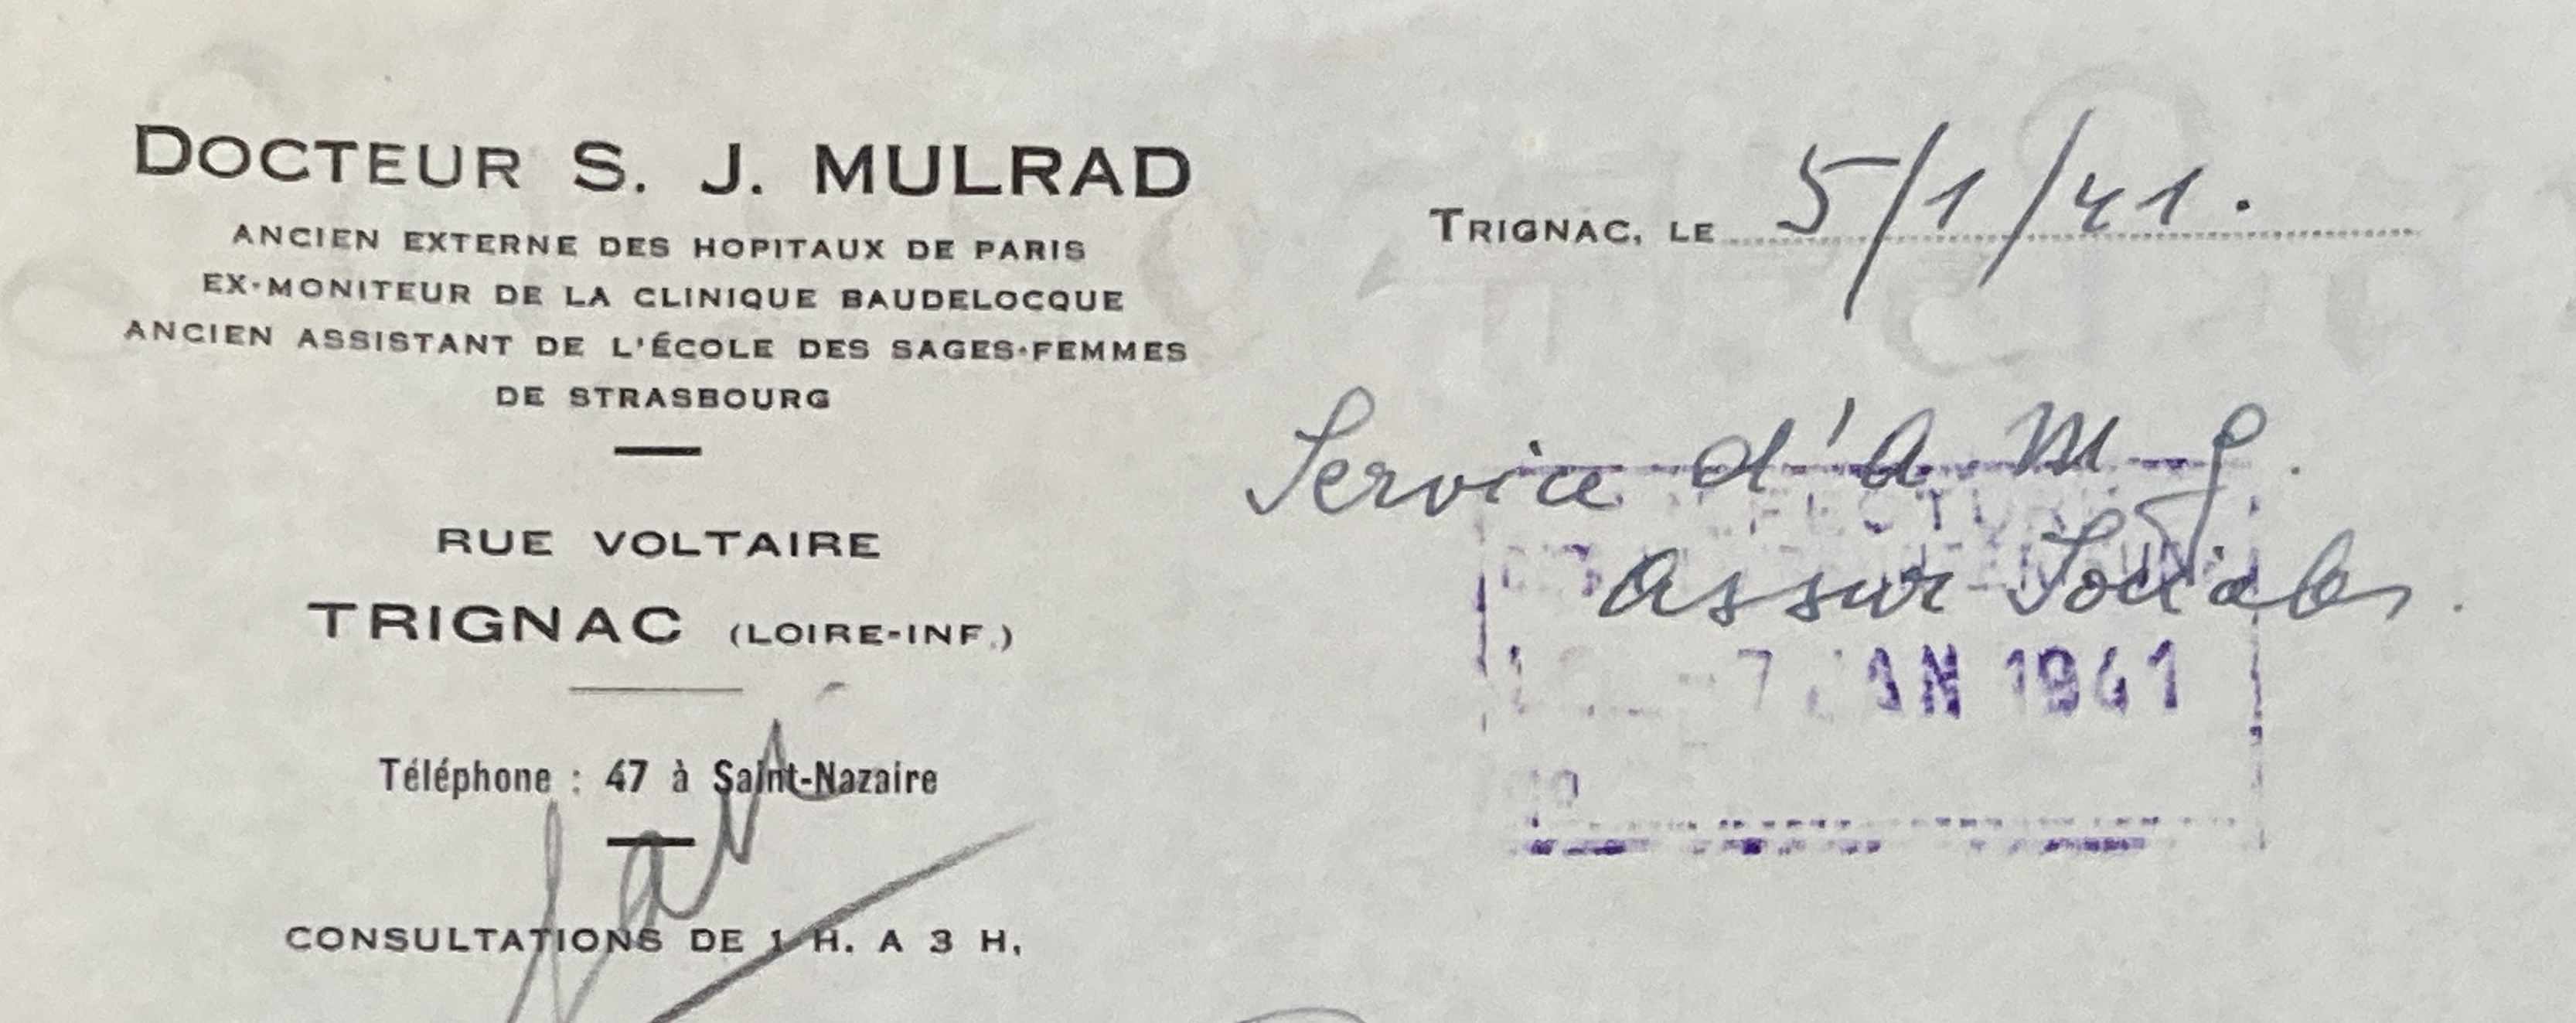 DOCTEUR S. J. MULRAD
ANCIEN EXTERNE DES HOPITAUX DE PARIS
EX-MONITEUR DE LA CLINIQUE BAUDELOCQUE
ANCIEN ASSISTANT DE L'ÉCOLE DES SAGES-FEMMES
DE STRASBOURG
RUE VOLTAIRE
TRIGNAC (LOIRE-INF.)
Téléphone : 47 à Saint-Nazaire
CONSULTATIONS DE 1 H. A 3 H.
TRIGNAC, LE 5/1/41.
Service d'A M g.
Assur Sociales.
7 JAN 1941